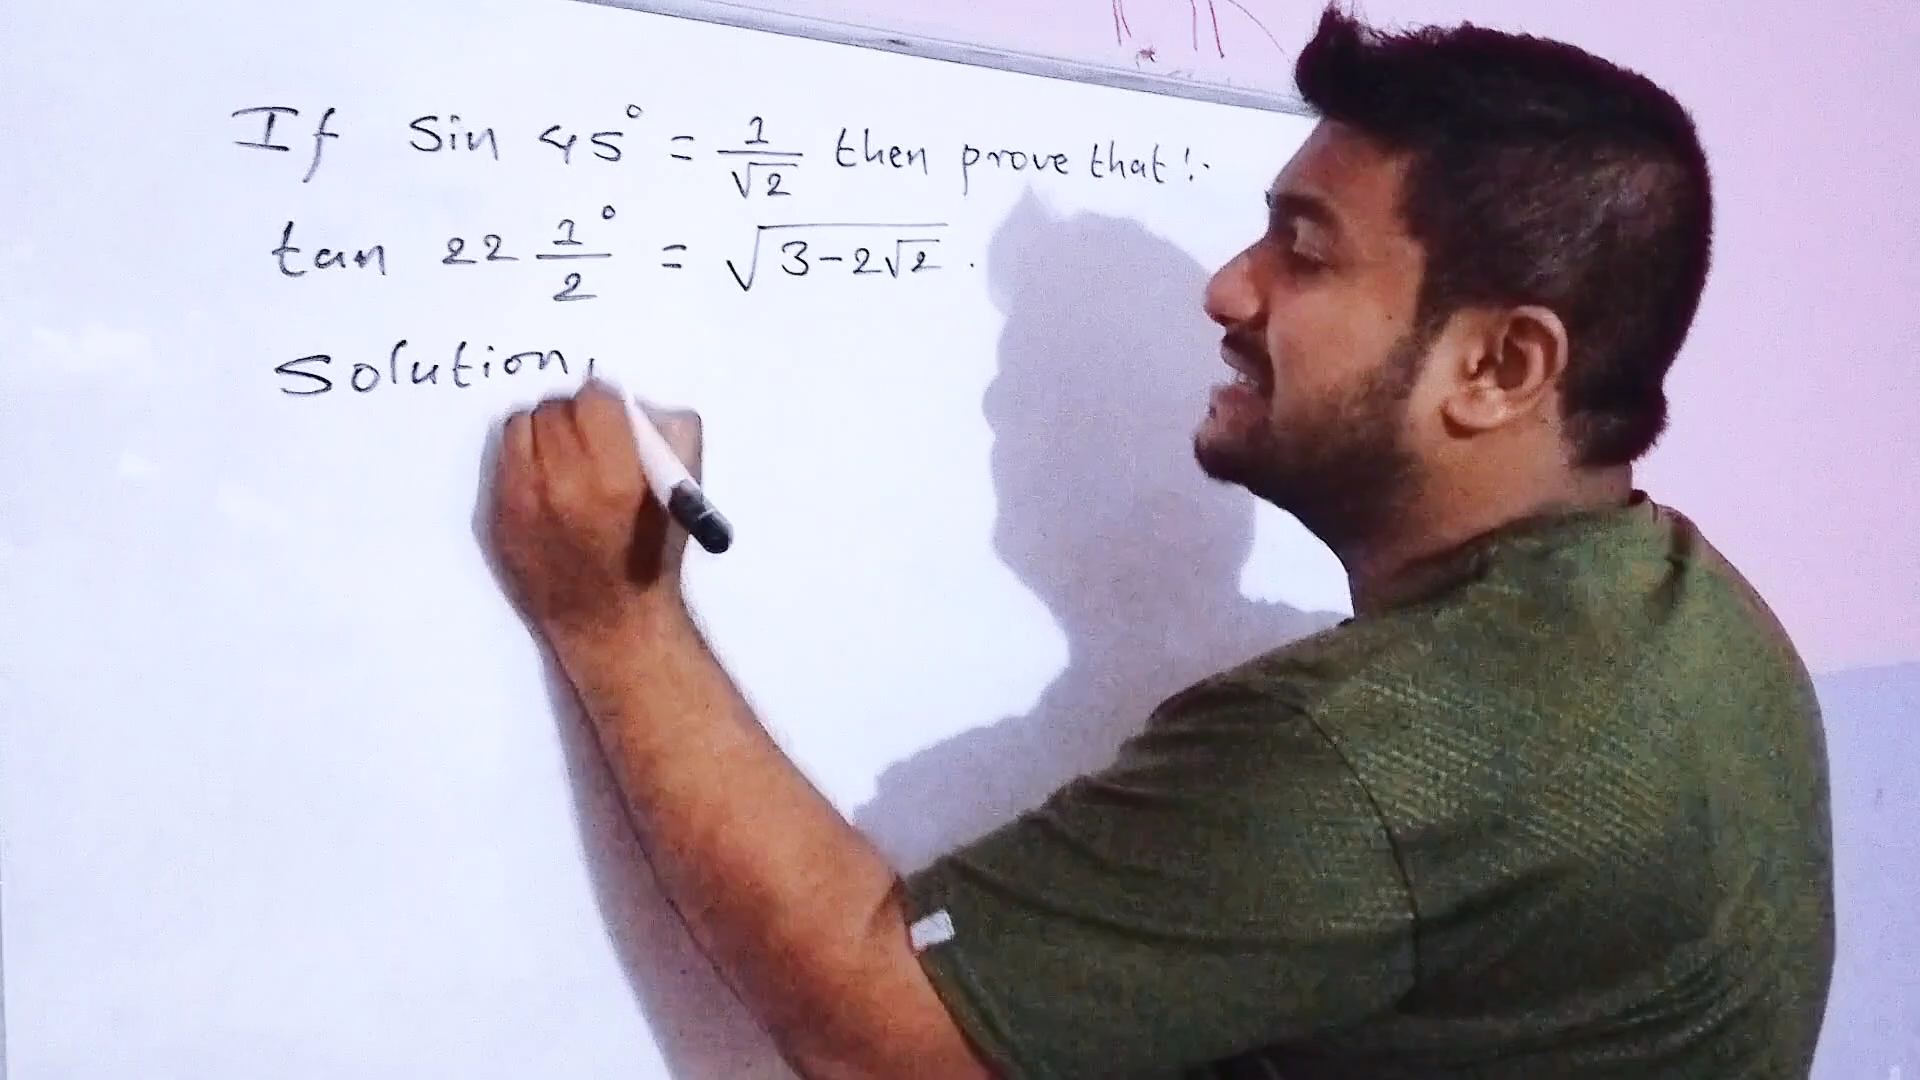 If Sin 45° = 1/√2 then prove that :-
tan 22 1/2° = √(3-2√2) .
Solution,